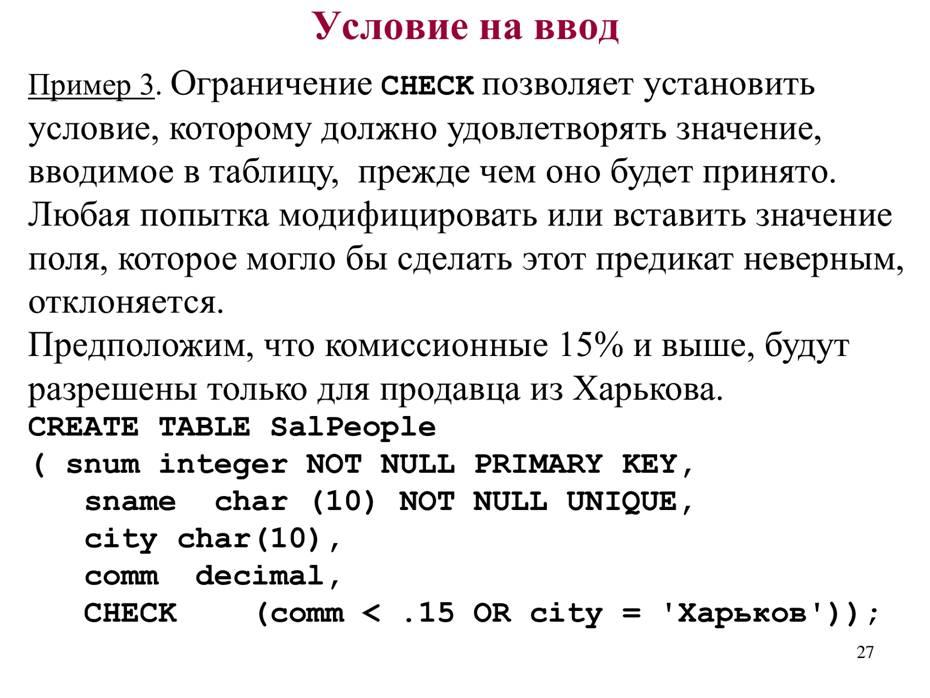 Условие на ввод
Пример 3. Ограничение CHECK позволяет установить
условие, которому должно удовлетворять значение,
вводимое в таблицу,  прежде чем оно будет принято.
Любая попытка модифицировать или вставить значение
поля, которое могло бы сделать этот предикат неверным,
отклоняется.
Предположим, что комиссионные 15% и выше, будут
разрешены только для продавца из Харькова.
CREATE TABLE SalPeople
( snum integer NOT NULL PRIMARY KEY,
sname  char (10) NOT NULL UNIQUE,
city char(10),
comm  decimal,
CHECK    (comm < .15 OR city = 'Харьков'));
27